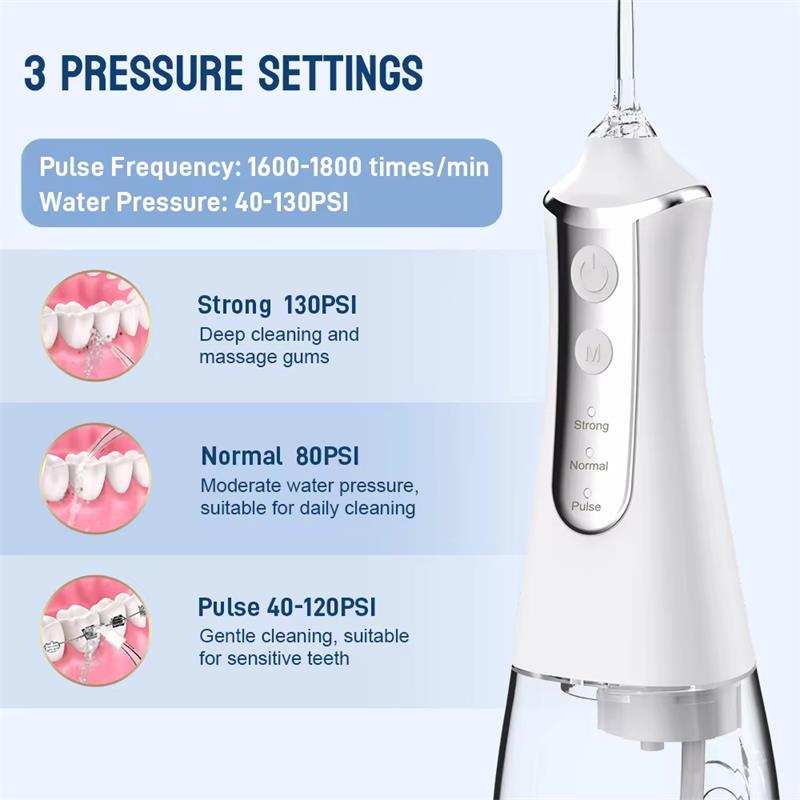 3 PRESSURE SETTINGS
Pulse Frequency: 1600-1800 times/min
Water Pressure: 40-130PSI
Strong 130PSI
Deep cleaning and
massage gums
Normal 80PSI
Moderate water pressure,
suitable for daily cleaning
Pulse 40-120PSI
Gentle cleaning, suitable
for sensitive teeth
M
Strong
Normal
Pulse